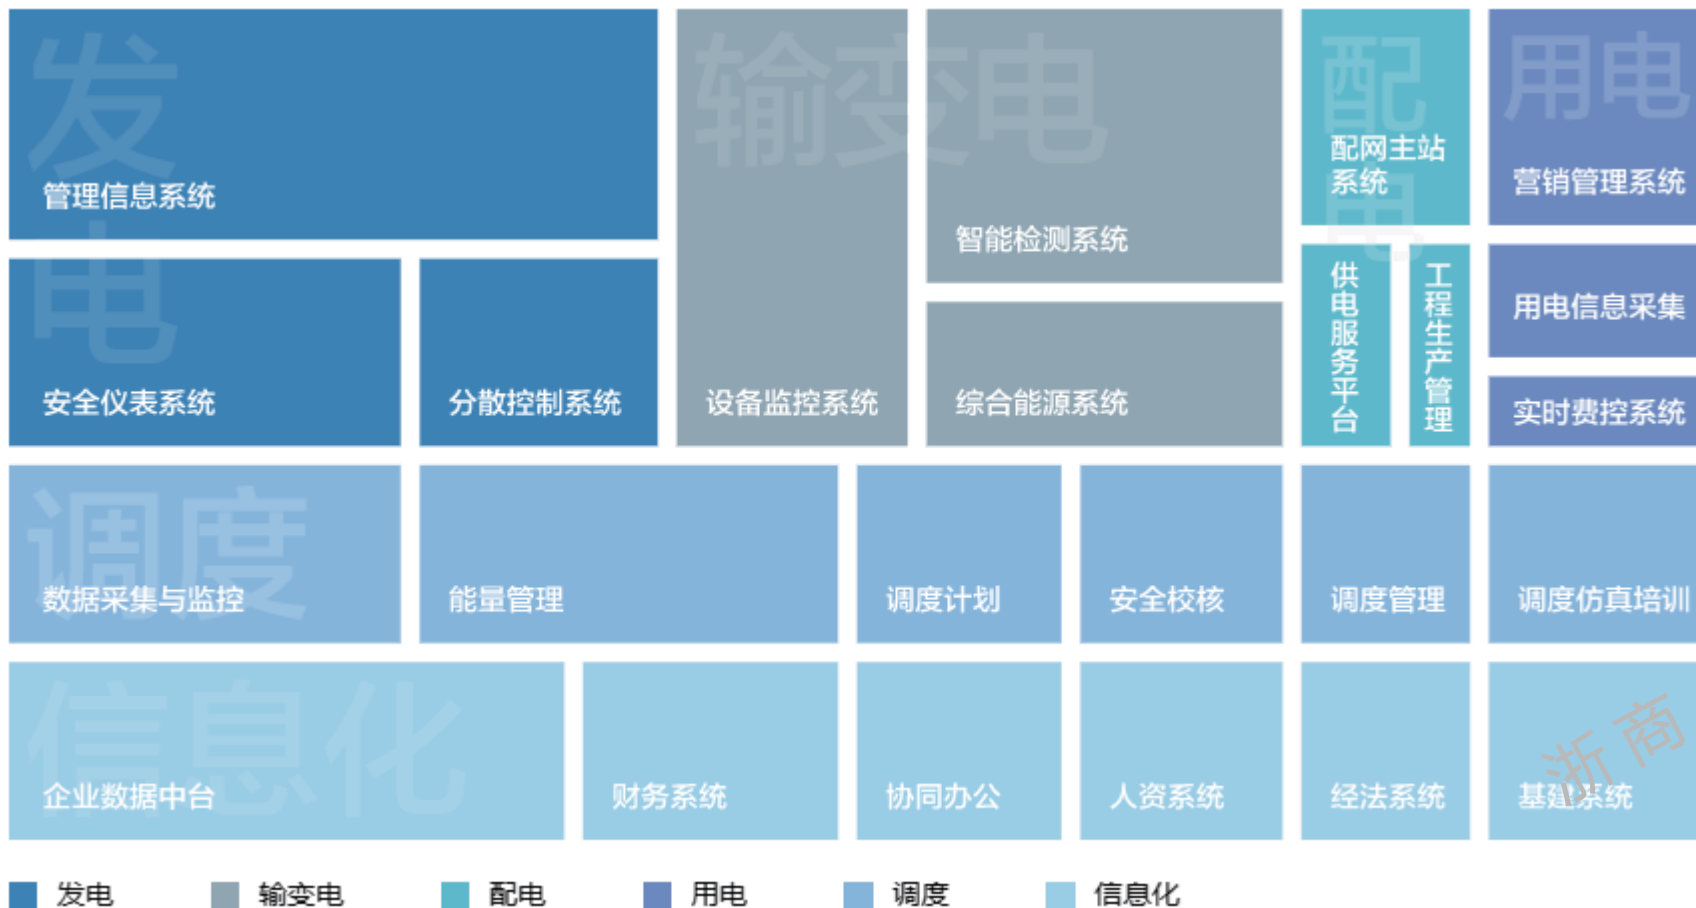 发电
管理信息系统
安全仪表系统
分散控制系统
输变电
设备监控系统
智能检测系统
综合能源系统
配电
配网主站
系统
供电服务平台
工程生产管理
用电
营销管理系统
用电信息采集
实时费控系统
调度
数据采集与监控
能量管理
调度计划
安全校核
调度管理
调度仿真培训
信息化
企业数据中台
财务系统
协同办公
人资系统
经法系统
基建系统
浙商
发电
输变电
配电
用电
调度
信息化